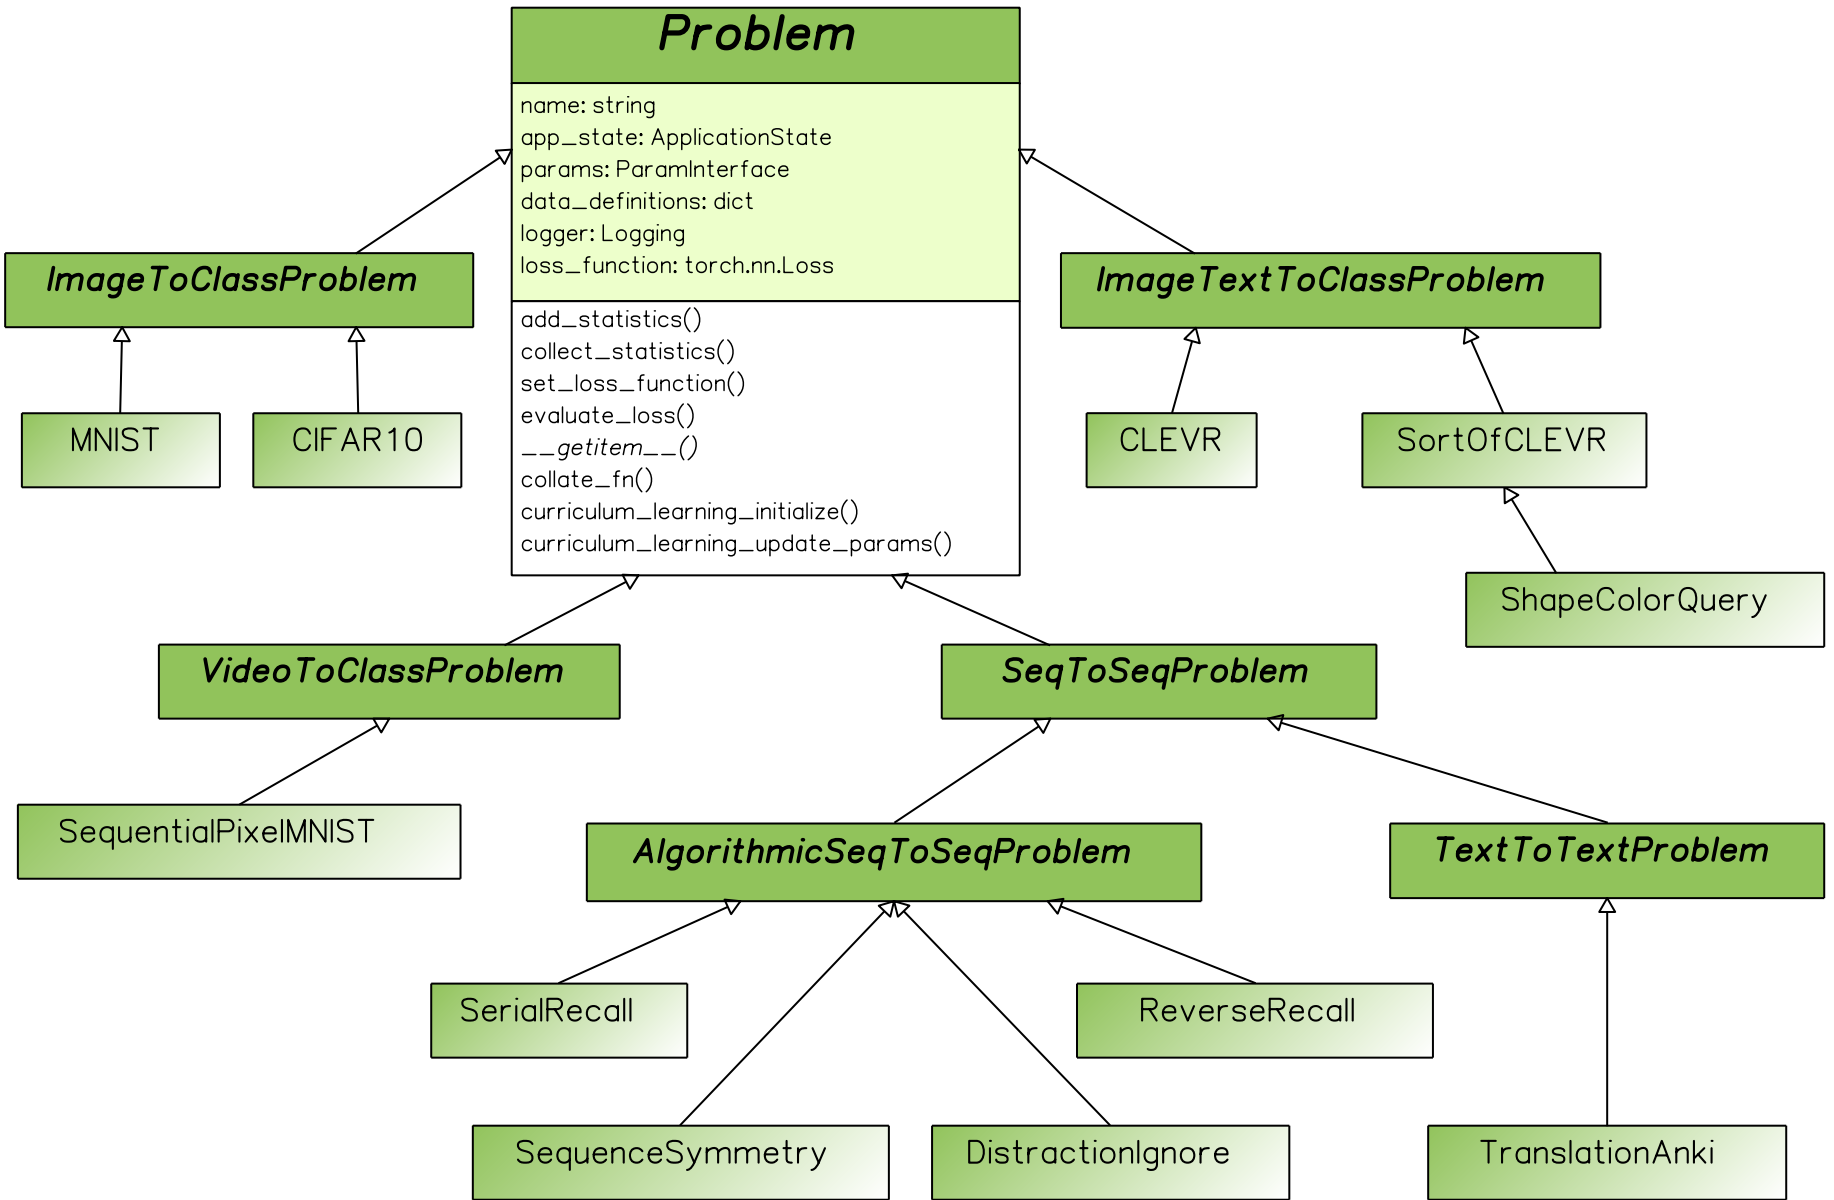 Problem
name: string
app_state: ApplicationState
params: ParamInterface
data_definitions: dict
logger: Logging
loss_function: torch.nn.Loss
add_statistics()
collect_statistics()
set_loss_function()
evaluate_loss()
__getitem__()
collate_fn()
curriculum_learning_initialize()
curriculum_learning_update_params()
ImageToClassProblem
ImageTextToClassProblem
MNIST
CIFAR10
CLEVR
SortOfCLEVR
ShapeColorQuery
VideoToClassProblem
SeqToSeqProblem
SequentialPixelMNIST
AlgorithmicSeqToSeqProblem
TextToTextProblem
SerialRecall
ReverseRecall
SequenceSymmetry
DistractionIgnore
TranslationAnki